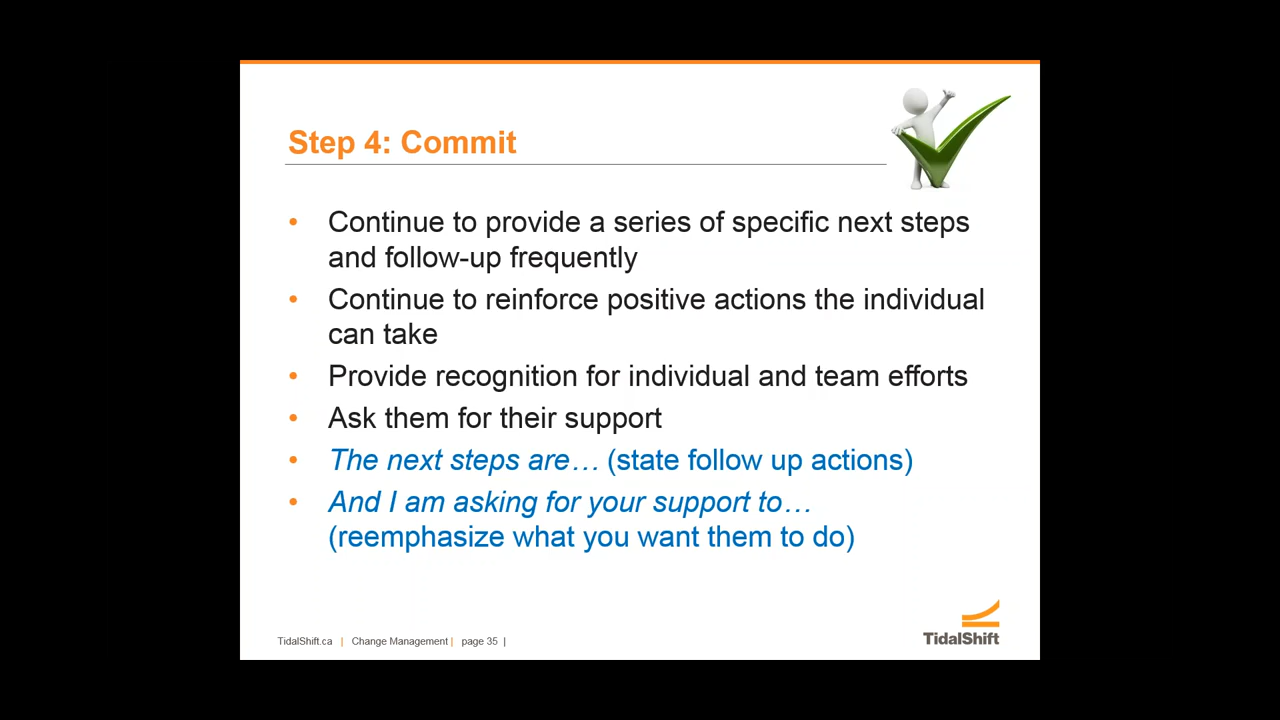 Step 4: Commit
• Continue to provide a series of specific next steps
and follow-up frequently
• Continue to reinforce positive actions the individual
can take
• Provide recognition for individual and team efforts
• Ask them for their support
• The next steps are… (state follow up actions)
• And I am asking for your support to…
(reemphasize what you want them to do)
TidalShift.ca | Change Management | page 35 |
TidalShift